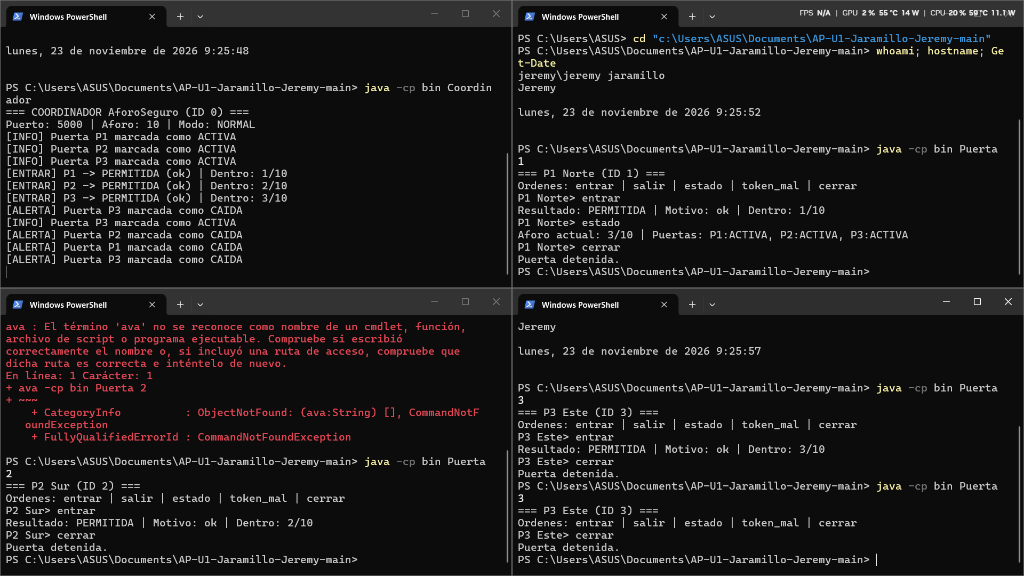 Windows PowerShell
lunes, 23 de noviembre de 2026 9:25:48
PS C:\Users\ASUS\Documents\AP-U1-Jaramillo-Jeremy-main> java -cp bin Coordin
ador
=== COORDINADOR AforoSeguro (ID 0) ===
Puerto: 5000 | Aforo: 10 | Modo: NORMAL
[INFO] Puerta P1 marcada como ACTIVA
[INFO] Puerta P2 marcada como ACTIVA
[INFO] Puerta P3 marcada como ACTIVA
[ENTRAR] P1 -> PERMITIDA (ok) | Dentro: 1/10
[ENTRAR] P2 -> PERMITIDA (ok) | Dentro: 2/10
[ENTRAR] P3 -> PERMITIDA (ok) | Dentro: 3/10
[ALERTA] Puerta P3 marcada como CAIDA
[INFO] Puerta P3 marcada como ACTIVA
[ALERTA] Puerta P2 marcada como CAIDA
[ALERTA] Puerta P1 marcada como CAIDA
[ALERTA] Puerta P3 marcada como CAIDA
Windows PowerShell
FPS N/A | GPU 2 % 55 °C 14 W | CPU 20 % 59 °C 11.1 W
PS C:\Users\ASUS> cd "c:\Users\ASUS\Documents\AP-U1-Jaramillo-Jeremy-main"
PS C:\Users\ASUS\Documents\AP-U1-Jaramillo-Jeremy-main> whoami; hostname; Ge
t-Date
jeremy\jeremy jaramillo
Jeremy
lunes, 23 de noviembre de 2026 9:25:52
PS C:\Users\ASUS\Documents\AP-U1-Jaramillo-Jeremy-main> java -cp bin Puerta
1
=== P1 Norte (ID 1) ===
Ordenes: entrar | salir | estado | token_mal | cerrar
P1 Norte> entrar
Resultado: PERMITIDA | Motivo: ok | Dentro: 1/10
P1 Norte> estado
Aforo actual: 3/10 | Puertas: P1:ACTIVA, P2:ACTIVA, P3:ACTIVA
P1 Norte> cerrar
Puerta detenida.
PS C:\Users\ASUS\Documents\AP-U1-Jaramillo-Jeremy-main>
Windows PowerShell
ava : El término 'ava' no se reconoce como nombre de un cmdlet, función,
archivo de script o programa ejecutable. Compruebe si escribió
correctamente el nombre o, si incluyó una ruta de acceso, compruebe que
dicha ruta es correcta e inténtelo de nuevo.
En línea: 1 Carácter: 1
+ ava -cp bin Puerta 2
+ ~~~
+ CategoryInfo : ObjectNotFound: (ava:String) [], CommandNotF
oundException
+ FullyQualifiedErrorId : CommandNotFoundException
PS C:\Users\ASUS\Documents\AP-U1-Jaramillo-Jeremy-main> java -cp bin Puerta
2
=== P2 Sur (ID 2) ===
Ordenes: entrar | salir | estado | token_mal | cerrar
P2 Sur> entrar
Resultado: PERMITIDA | Motivo: ok | Dentro: 2/10
P2 Sur> cerrar
Puerta detenida.
PS C:\Users\ASUS\Documents\AP-U1-Jaramillo-Jeremy-main>
Windows PowerShell
Jeremy
lunes, 23 de noviembre de 2026 9:25:57
PS C:\Users\ASUS\Documents\AP-U1-Jaramillo-Jeremy-main> java -cp bin Puerta
3
=== P3 Este (ID 3) ===
Ordenes: entrar | salir | estado | token_mal | cerrar
P3 Este> entrar
Resultado: PERMITIDA | Motivo: ok | Dentro: 3/10
P3 Este> cerrar
Puerta detenida.
PS C:\Users\ASUS\Documents\AP-U1-Jaramillo-Jeremy-main> java -cp bin Puerta
3
=== P3 Este (ID 3) ===
Ordenes: entrar | salir | estado | token_mal | cerrar
P3 Este> cerrar
Puerta detenida.
PS C:\Users\ASUS\Documents\AP-U1-Jaramillo-Jeremy-main>